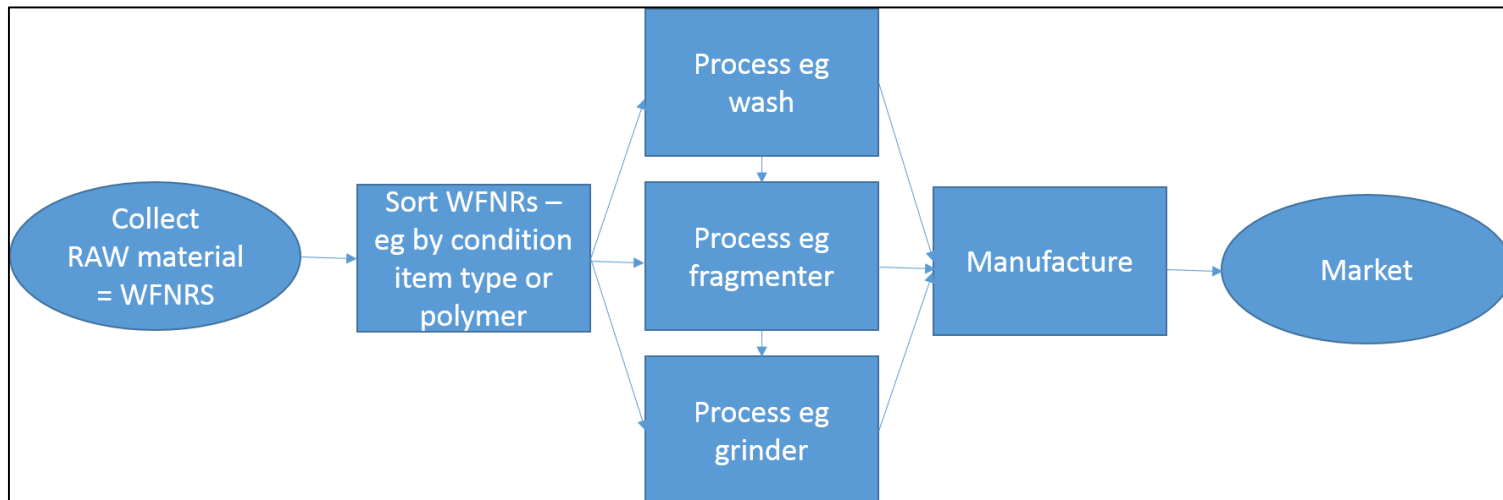 Collect
RAW material
= WFNRS
Sort WFNRs –
eg by condition
item type or
polymer
Process eg
wash
Process eg
fragmenter
Process eg
grinder
Manufacture
Market